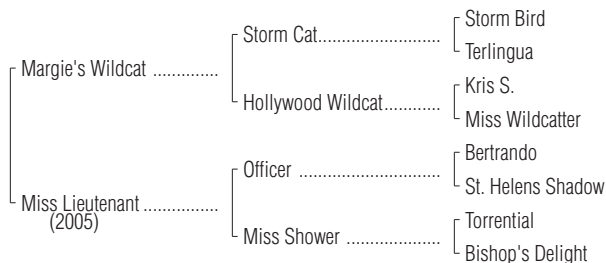 Storm Bird
Storm Cat..............................
Terlingua
Margie's Wildcat ................
Kris S.
Hollywood Wildcat.............
Miss Wildcatter
Bertrando
Officer ...................................
St. Helens Shadow
Miss Lieutenant ..................
(2005)
Torrential
Miss Shower .......................
Bishop's Delight